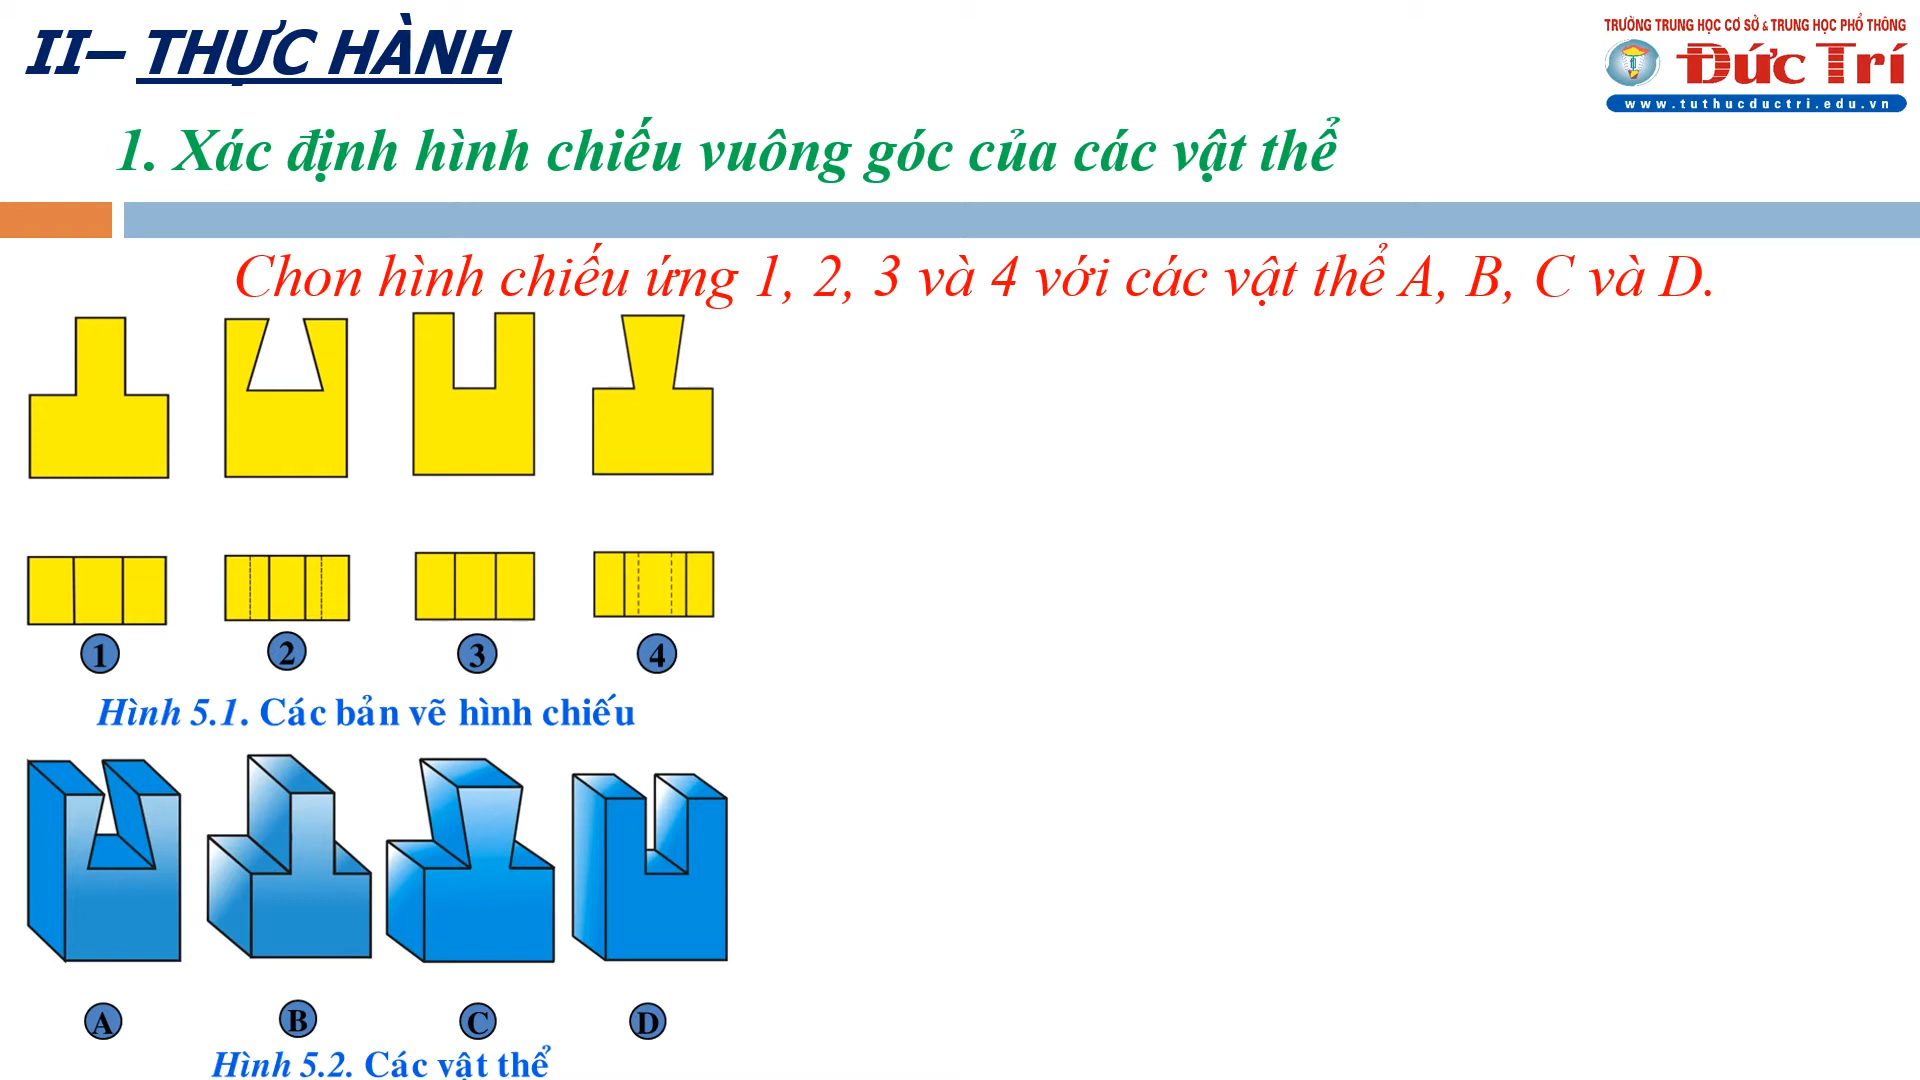 II– THỰC HÀNH
TRƯỜNG TRUNG HỌC CƠ SỞ & TRUNG HỌC PHỔ THÔNG
Đức Trí
www.tuthucductri.edu.vn
1. Xác định hình chiếu vuông góc của các vật thể
Chon hình chiếu ứng 1, 2, 3 và 4 với các vật thể A, B, C và D.
1 2 3 4
Hình 5.1. Các bản vẽ hình chiếu
A B C D
Hình 5.2. Các vật thể